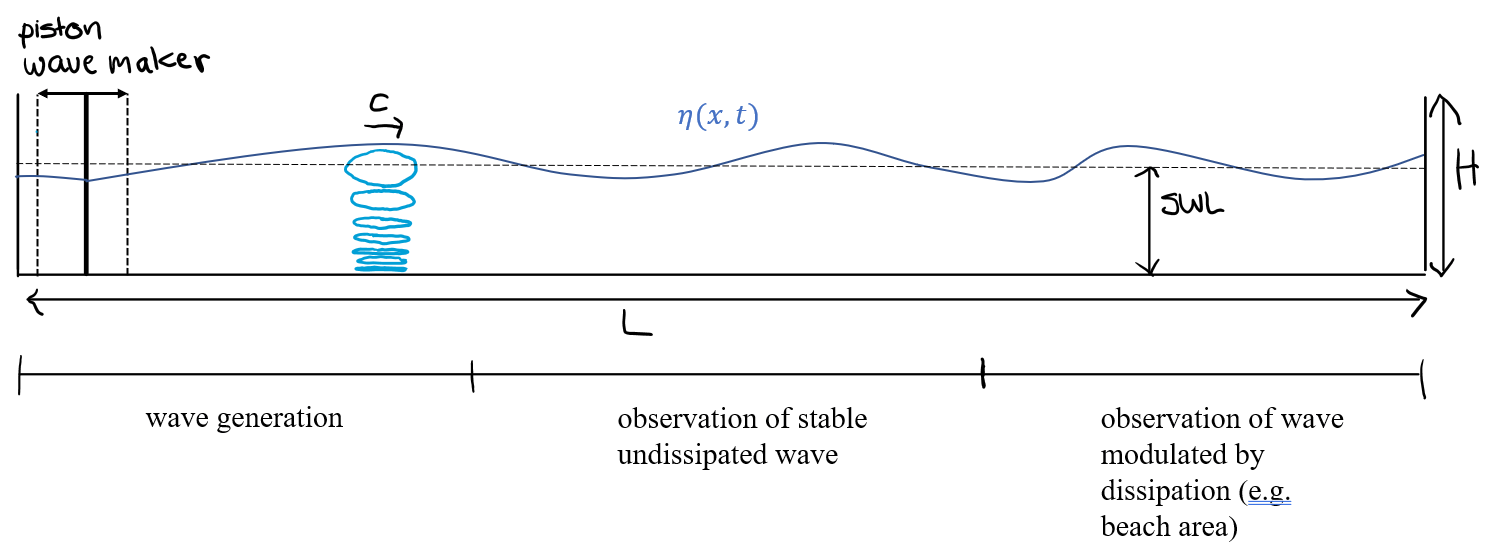 piston
wave maker
C
η(x,t)
SWL
H
L
wave generation
observation of stable
undissipated wave
observation of wave
modulated by
dissipation (e.g.
beach area)